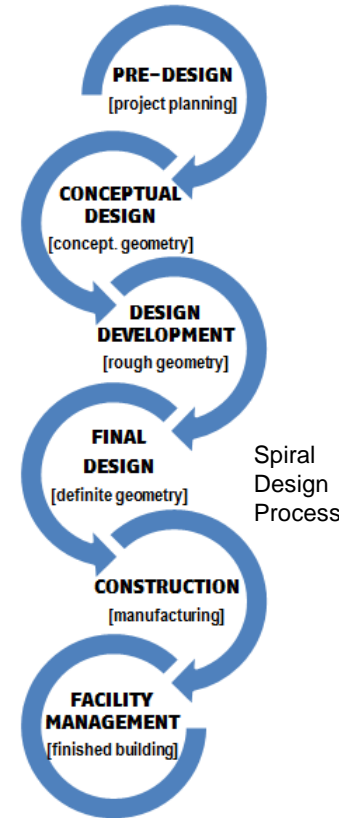 PRE-DESIGN
[project planning]
CONCEPTUAL
DESIGN
[concept. geometry]
DESIGN
DEVELOPMENT
[rough geometry]
FINAL
DESIGN
[definite geometry]
Spiral
Design
Process
CONSTRUCTION
[manufacturing]
FACILITY
MANAGEMENT
[finished building]